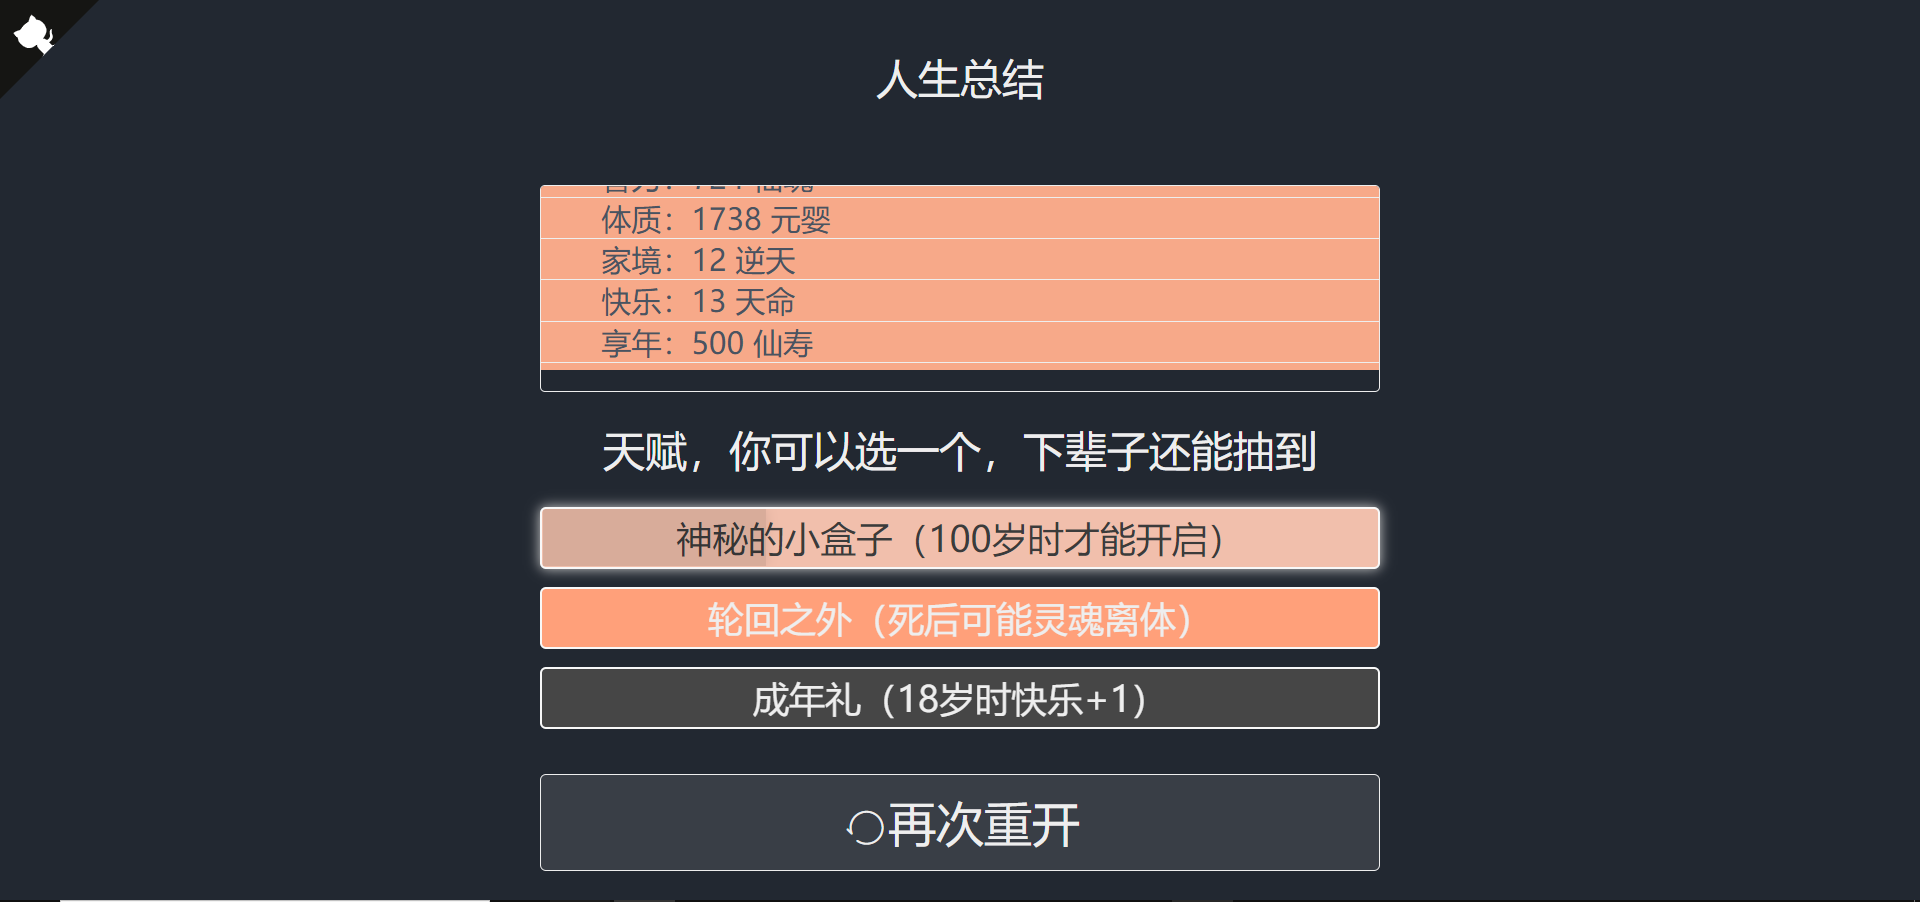 人生总结
体质：1738 元婴
家境：12 逆天
快乐：13 天命
享年：500 仙寿
天赋，你可以选一个，下辈子还能抽到
神秘的小盒子（100岁时才能开启）
轮回之外（死后可能灵魂离体）
成年礼（18岁时快乐+1）
再次重开